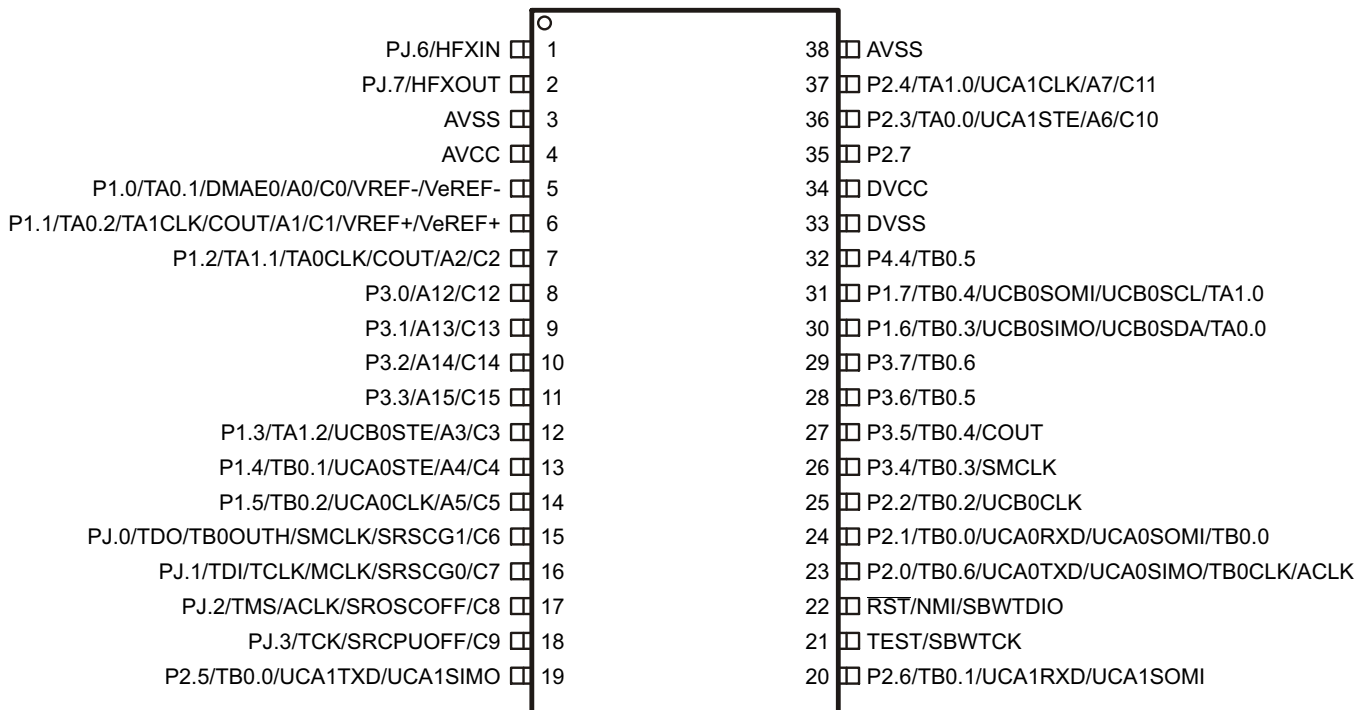 PJ.6/HFXIN 1 38 AVSS
PJ.7/HFXOUT 2 37 P2.4/TA1.0/UCA1CLK/A7/C11
AVSS 3 36 P2.3/TA0.0/UCA1STE/A6/C10
AVCC 4 35 P2.7
P1.0/TA0.1/DMAE0/A0/C0/VREF-/VeREF- 5 34 DVCC
P1.1/TA0.2/TA1CLK/COUT/A1/C1/VREF+/VeREF+ 6 33 DVSS
P1.2/TA1.1/TA0CLK/COUT/A2/C2 7 32 P4.4/TB0.5
P3.0/A12/C12 8 31 P1.7/TB0.4/UCB0SOMI/UCB0SCL/TA1.0
P3.1/A13/C13 9 30 P1.6/TB0.3/UCB0SIMO/UCB0SDA/TA0.0
P3.2/A14/C14 10 29 P3.7/TB0.6
P3.3/A15/C15 11 28 P3.6/TB0.5
P1.3/TA1.2/UCB0STE/A3/C3 12 27 P3.5/TB0.4/COUT
P1.4/TB0.1/UCA0STE/A4/C4 13 26 P3.4/TB0.3/SMCLK
P1.5/TB0.2/UCA0CLK/A5/C5 14 25 P2.2/TB0.2/UCB0CLK
PJ.0/TDO/TB0OUTH/SMCLK/SRSCG1/C6 15 24 P2.1/TB0.0/UCA0RXD/UCA0SOMI/TB0.0
PJ.1/TDI/TCLK/MCLK/SRSCG0/C7 16 23 P2.0/TB0.6/UCA0TXD/UCA0SIMO/TB0CLK/ACLK
PJ.2/TMS/ACLK/SROSCOFF/C8 17 22 RST/NMI/SBWTDIO
PJ.3/TCK/SRCPUOFF/C9 18 21 TEST/SBWTCK
P2.5/TB0.0/UCA1TXD/UCA1SIMO 19 20 P2.6/TB0.1/UCA1RXD/UCA1SOMI